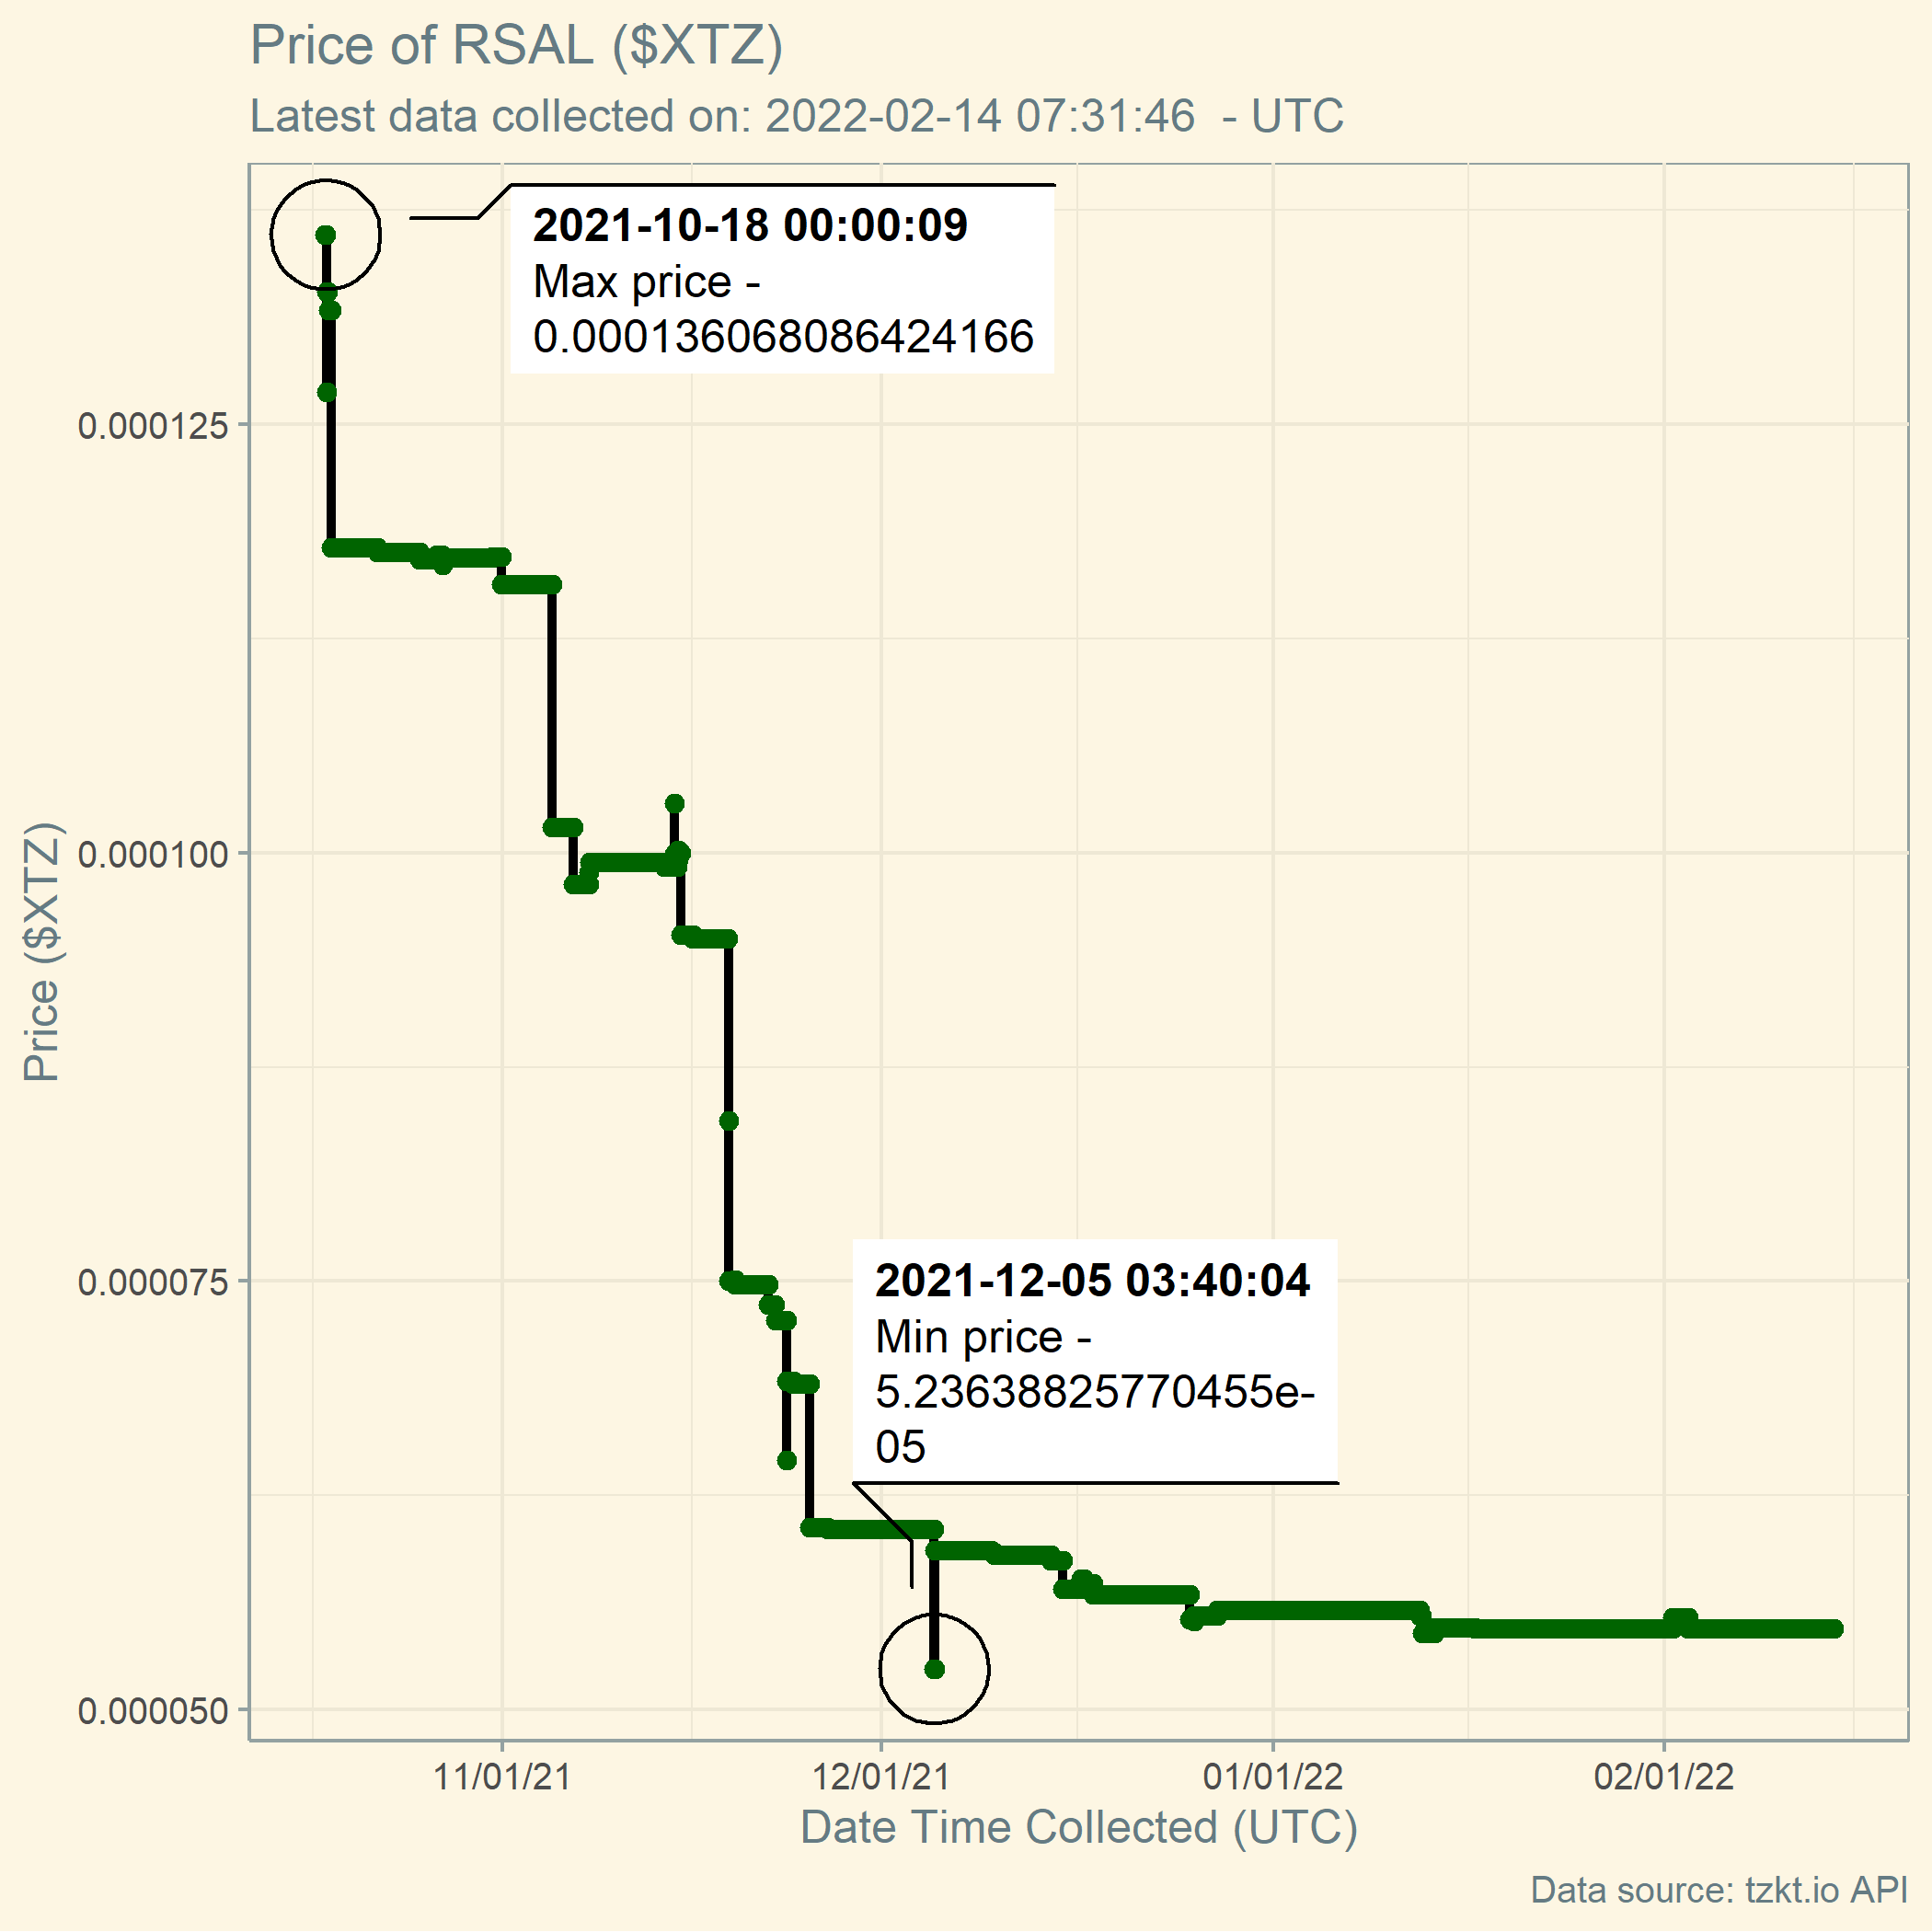 Price of RSAL ($XTZ)
Latest data collected on: 2022-02-14 07:31:46  - UTC
2021-10-18 00:00:09
Max price -
0.000136068086424166
0.000125
0.000100
0.000075
0.000050
Price ($XTZ)
2021-12-05 03:40:04
Min price -
5.23638825770455e-
05
11/01/21
12/01/21
01/01/22
02/01/22
Date Time Collected (UTC)
Data source: tzkt.io API